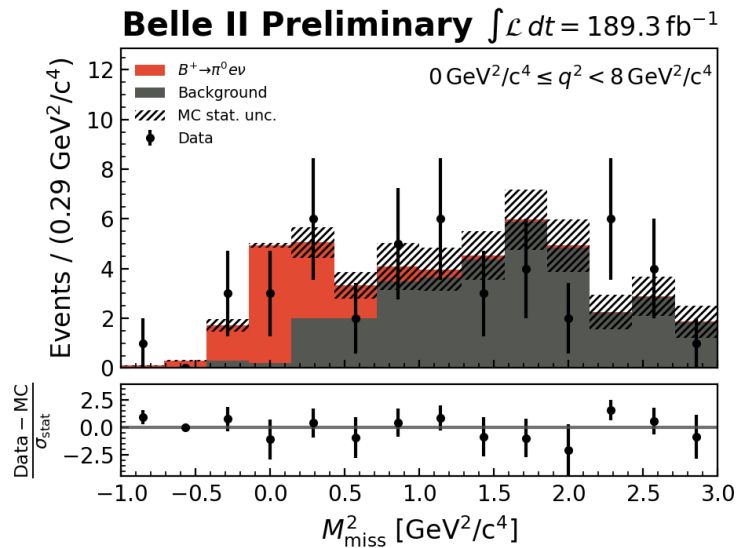 Belle II Preliminary ∫ℒ dt = 189.3 fb⁻¹
B⁺→π⁰eν
Background
MC stat. unc.
Data
0 GeV²/c⁴ ≤ q² < 8 GeV²/c⁴
Events / (0.29 GeV²/c⁴)
12
10
8
6
4
2
0
Data − MC
σstat
2.5
0.0
−2.5
−1.0 −0.5 0.0 0.5 1.0 1.5 2.0 2.5 3.0
M²miss [GeV²/c⁴]